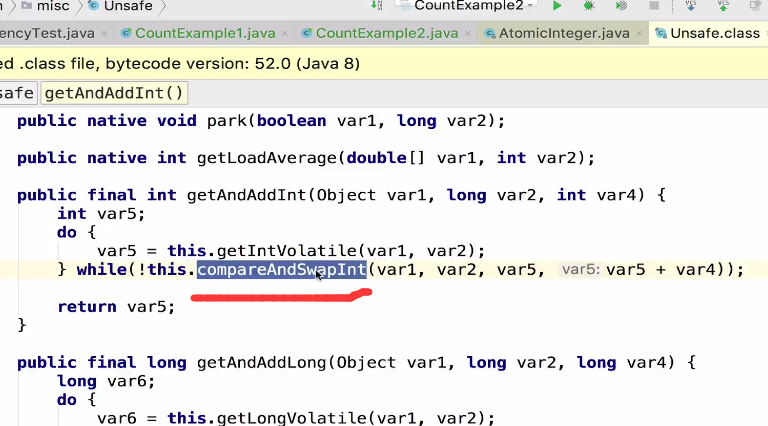 misc Unsafe CountExample2
encyTest.java CountExample1.java CountExample2.java AtomicInteger.java Unsafe.class
ed .class file, bytecode version: 52.0 (Java 8)
safe getAndAddInt()
public native void park(boolean var1, long var2);
public native int getLoadAverage(double[] var1, int var2);
public final int getAndAddInt(Object var1, long var2, int var4) {
int var5;
do {
var5 = this.getIntVolatile(var1, var2);
} while(!this.compareAndSwapInt(var1, var2, var5, var5: var5 + var4));
return var5;
}
public final long getAndAddLong(Object var1, long var2, long var4) {
long var6;
do {
var6 = this.getLongVolatile(var1, var2);